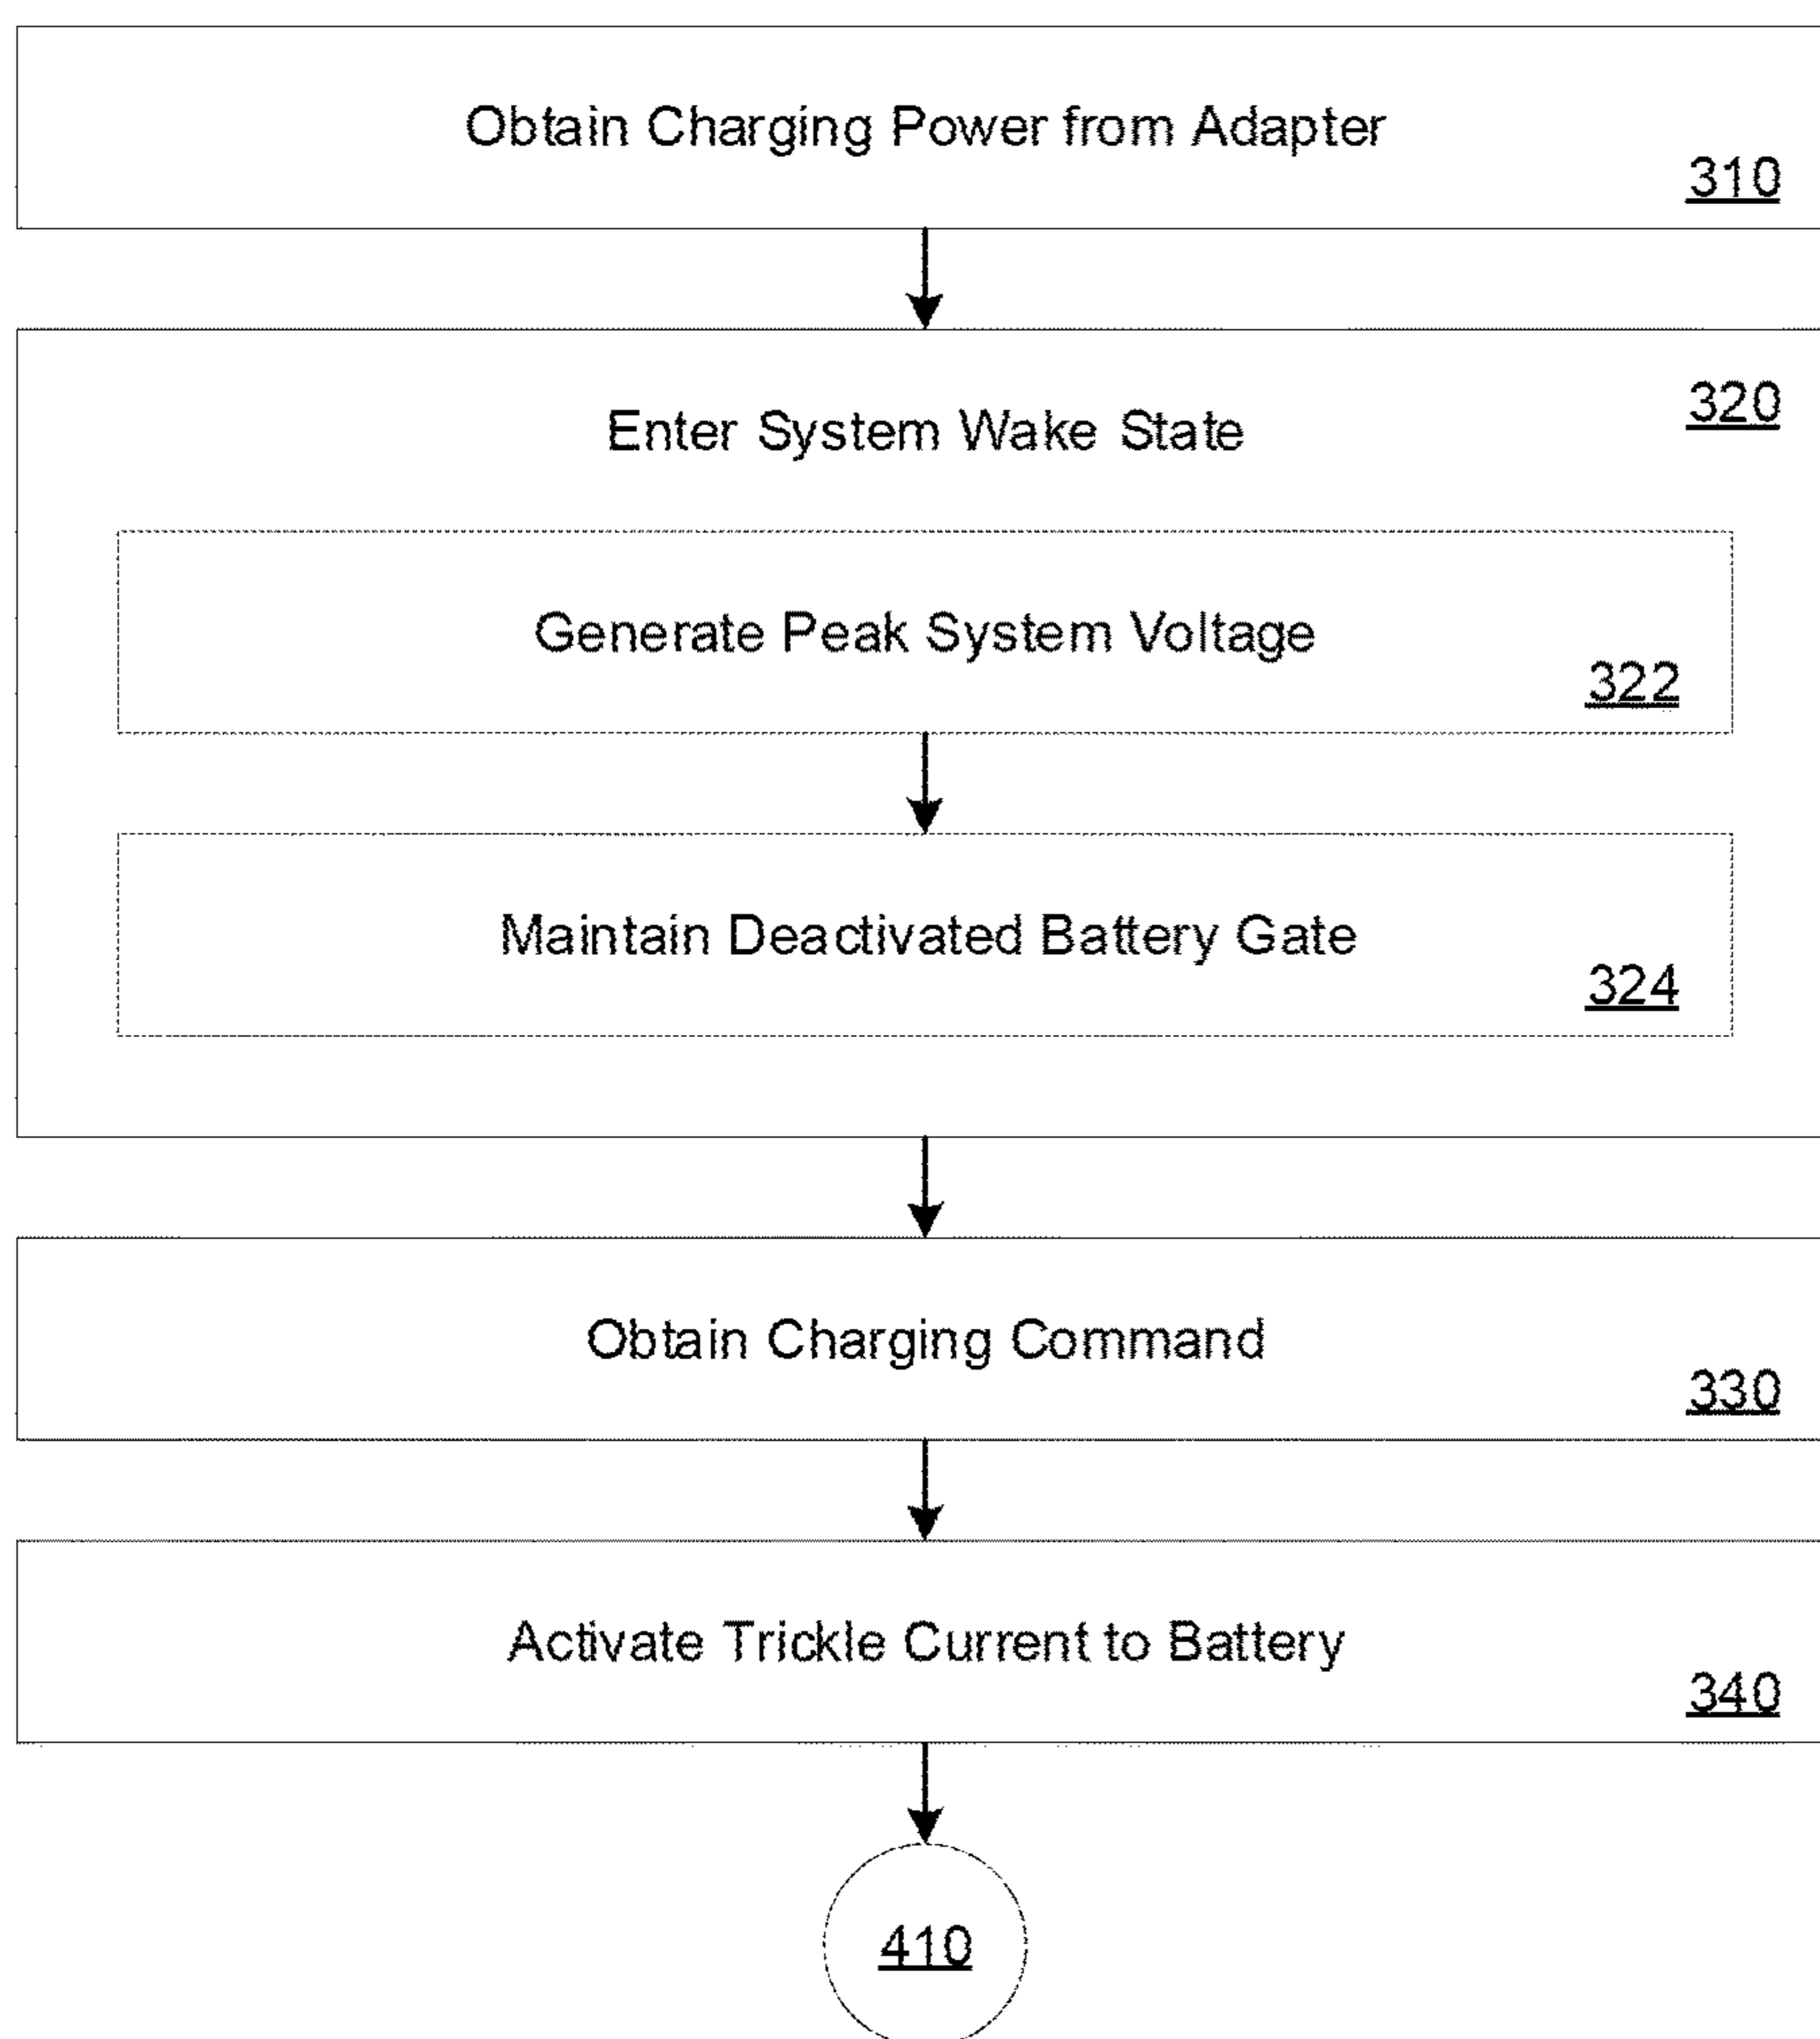 Obtain Charging Power from Adapter
310
Enter System Wake State
320
Generate Peak System Voltage
322
Maintain Deactivated Battery Gate
324
Obtain Charging Command
330
Activate Trickle Current to Battery
340
410